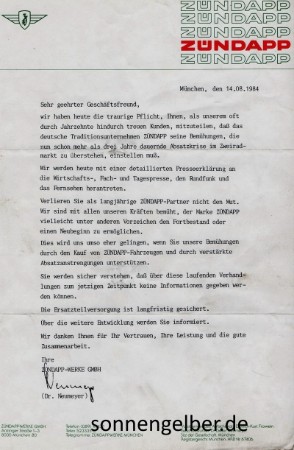 ZÜNDAPP
ZÜNDAPP
ZÜNDAPP
ZÜNDAPP
ZÜNDAPP
ZÜNDAPP
München, den 14.08.1984
Sehr geehrter Geschäftsfreund,
wir haben heute die traurige Pflicht, Ihnen, als unserem oft
durch Jahrzehnte hindurch treuen Kunden, mitzuteilen, daß das
deutsche Traditionsunternehmen ZÜNDAPP seine Bemühungen, die
nun schon mehr als drei Jahre dauernde Absatzkrise im Zweirad-
markt zu überstehen, einstellen muß.
Wir werden heute mit einer detaillierten Presseerklärung an
die Wirtschafts-, Fach- und Tagespresse, den Rundfunk und
das Fernsehen herantreten.
Verlieren Sie als langjährige ZÜNDAPP-Partner nicht den Mut.
Wir sind mit allen unseren Kräften bemüht, der Marke ZÜNDAPP
vielleicht unter anderen Vorzeichen den Fortbestand oder
einen Neubeginn zu ermöglichen.
Dies wird uns umso eher gelingen, wenn Sie unsere Bemühungen
durch den Kauf von ZÜNDAPP-Fahrzeugen und durch verstärkte
Absatzanstrengungen unterstützen.
Sie werden sicher verstehen, daß über diese laufenden Verhand-
lungen zum jetzigen Zeitpunkt keine Informationen gegeben wer-
den können.
Die Ersatzteilversorgung ist langfristig gesichert.
Über die weitere Entwicklung werden Sie informiert.
Wir danken Ihnen für Ihr Vertrauen, Ihre Leistung und die gute
Zusammenarbeit.
Ihre
ZÜNDAPP-WERKE GMBH
(Dr. Neumeyer)
ZÜNDAPP-WERKE GMBH
sonnengelber.de